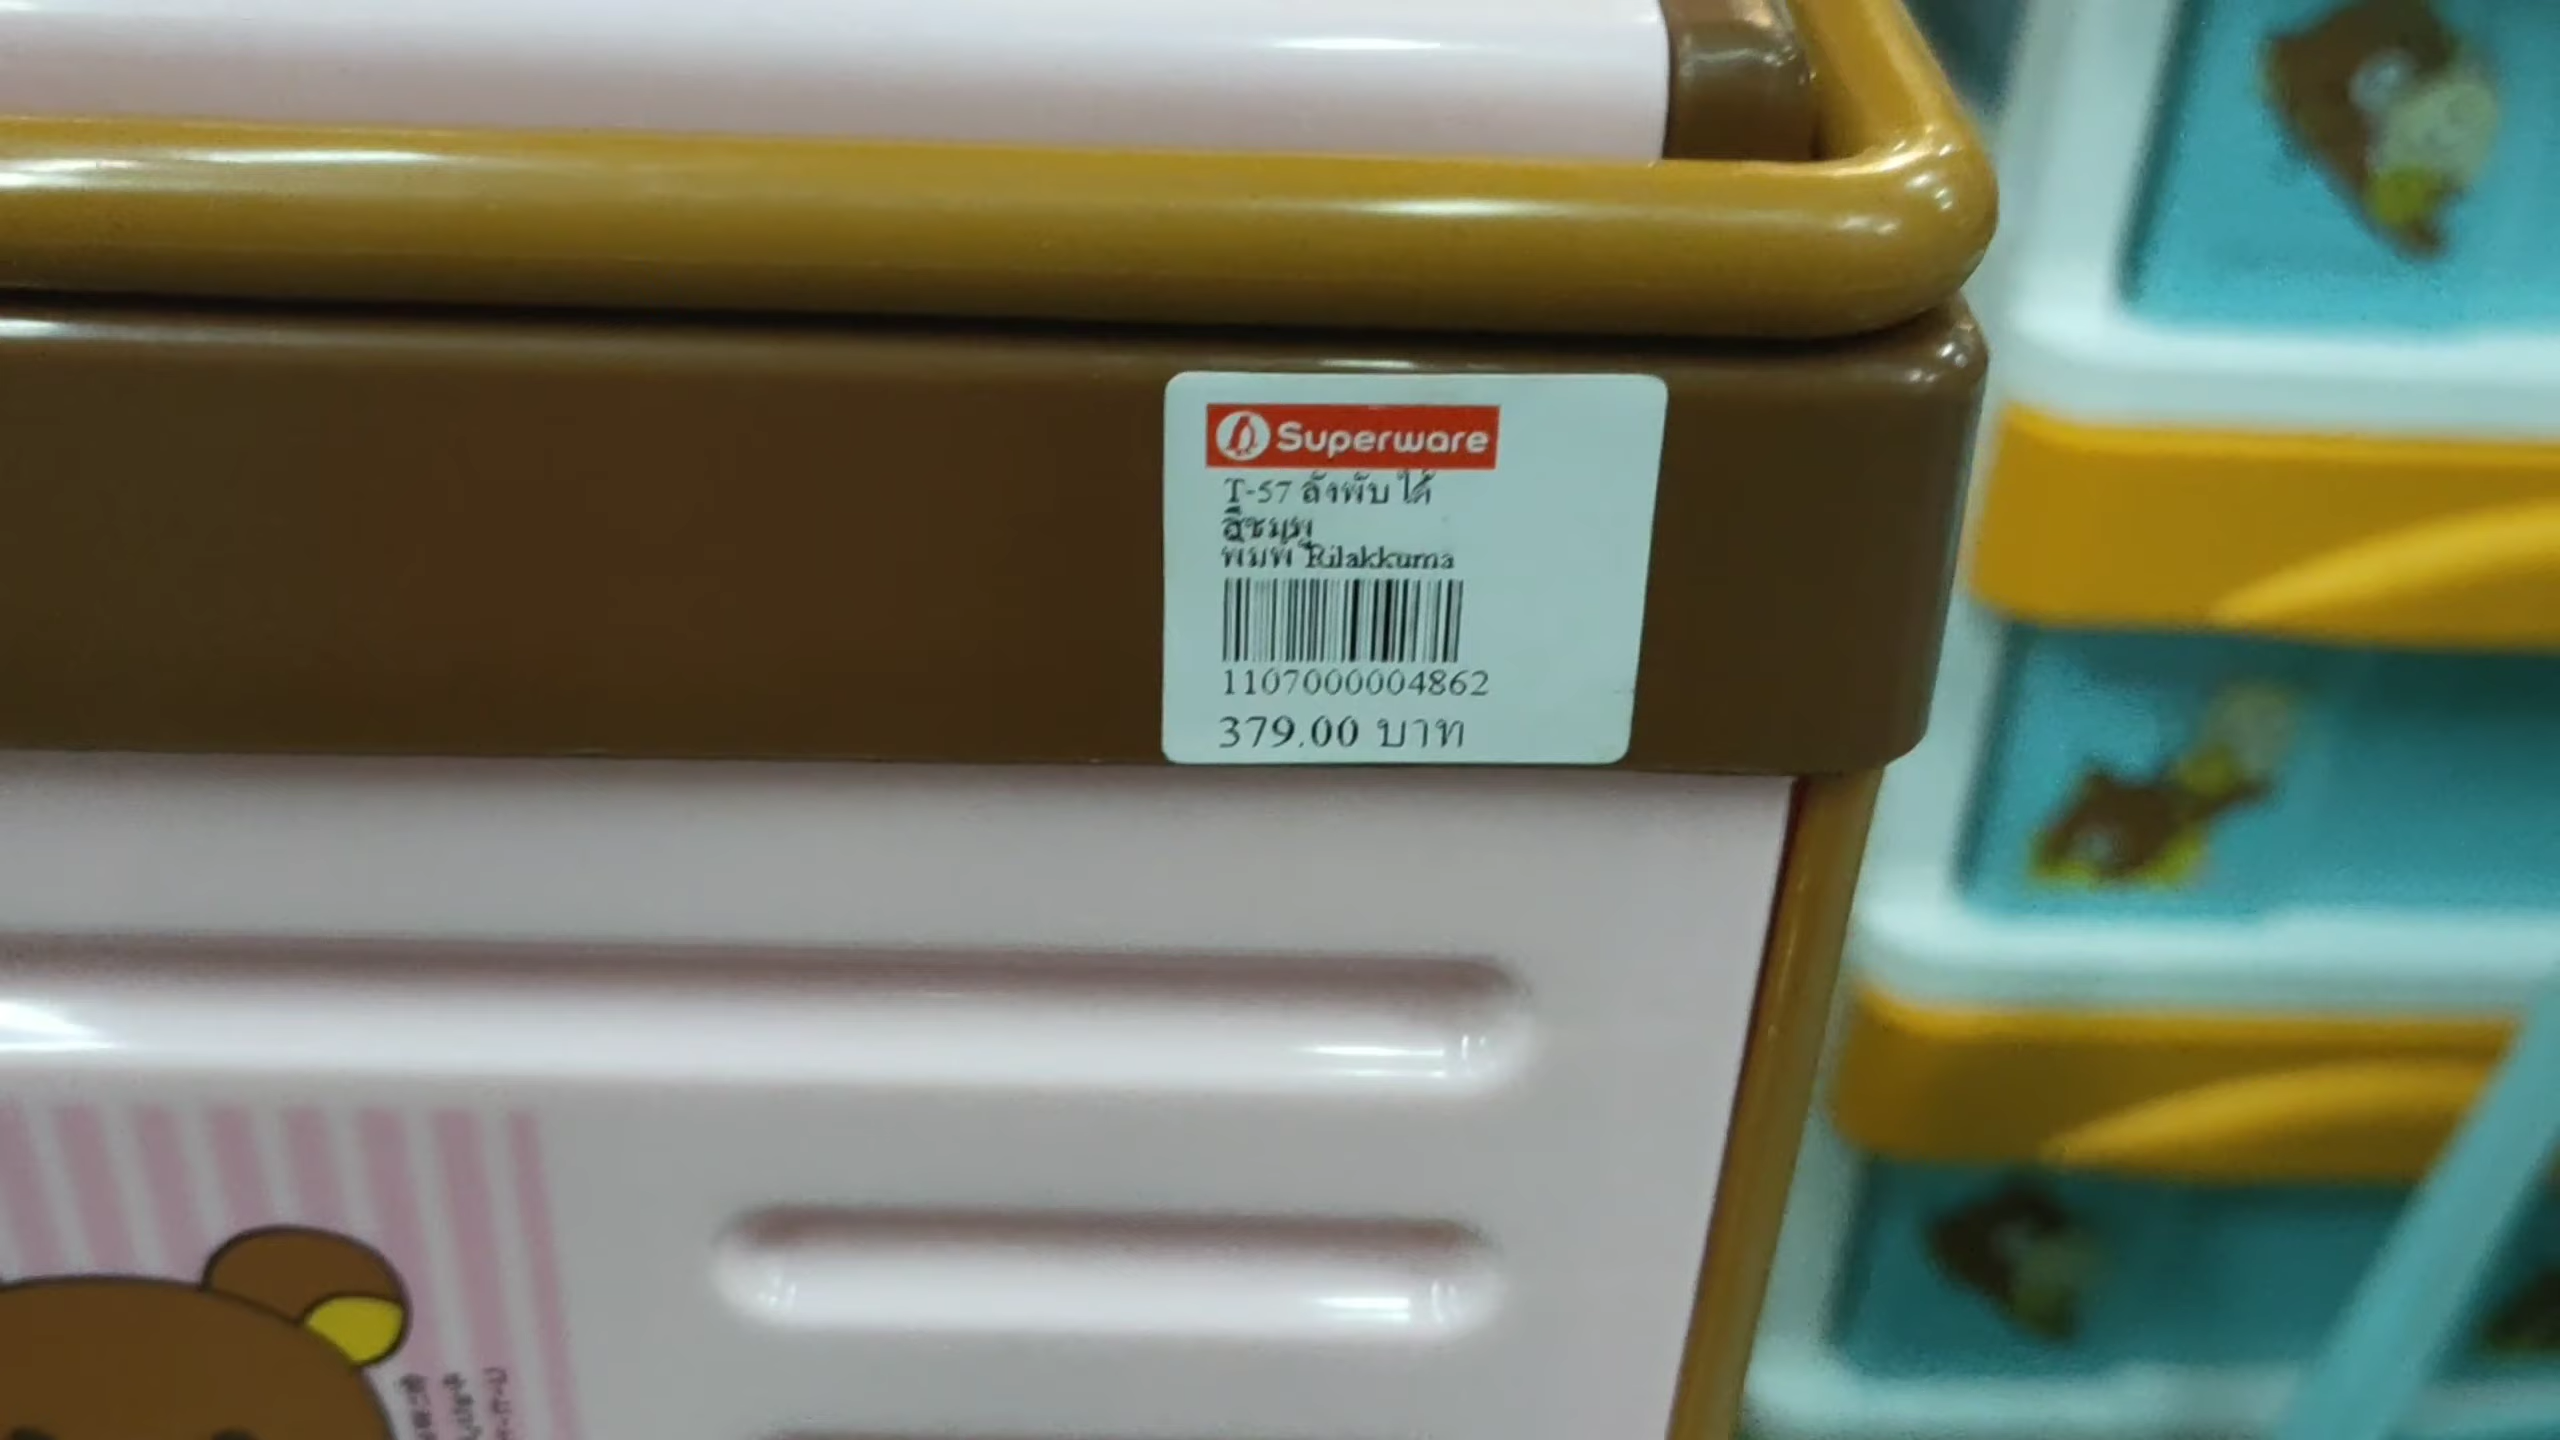 Superware
T-57 ลังพับ ได้
สีชมพู
พิมพ์ Rilakkuma
1107000004862
379.00 บาท